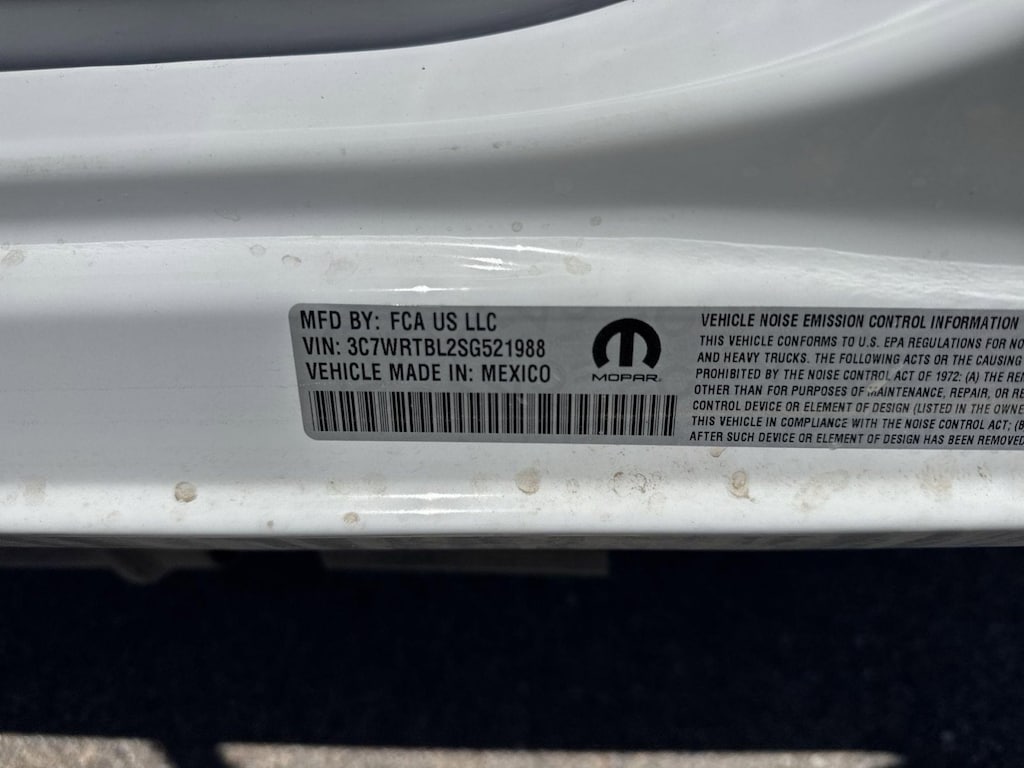 MFD BY: FCA US LLC
VIN: 3C7WRTBL2SG521988
VEHICLE MADE IN: MEXICO
MOPAR
VEHICLE NOISE EMISSION CONTROL INFORMATION
THIS VEHICLE CONFORMS TO U.S. EPA REGULATIONS FOR NO
AND HEAVY TRUCKS. THE FOLLOWING ACTS OR THE CAUSING
PROHIBITED BY THE NOISE CONTROL ACT OF 1972: (A) THE REM
OTHER THAN FOR PURPOSES OF MAINTENANCE, REPAIR, OR RE
CONTROL DEVICE OR ELEMENT OF DESIGN (LISTED IN THE OWNE
THIS VEHICLE IN COMPLIANCE WITH THE NOISE CONTROL ACT; (B
AFTER SUCH DEVICE OR ELEMENT OF DESIGN HAS BEEN REMOVED